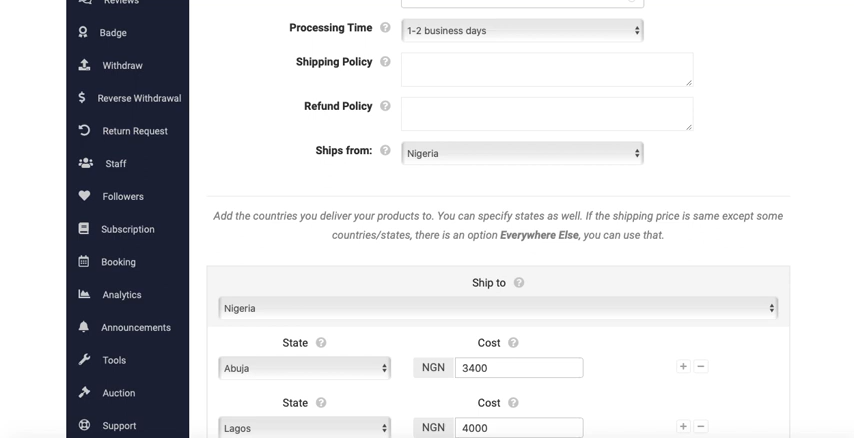 Reviews
Badge
Withdraw
Reverse Withdrawal
Return Request
Staff
Followers
Subscription
Booking
Analytics
Announcements
Tools
Auction
Support
Processing Time
1-2 business days
Shipping Policy
Refund Policy
Ships from:
Nigeria
Add the countries you deliver your products to. You can specify states as well. If the shipping price is same except some
countries/states, there is an option Everywhere Else, you can use that.
Ship to
Nigeria
State Cost
Abuja NGN 3400
State Cost
Lagos NGN 4000